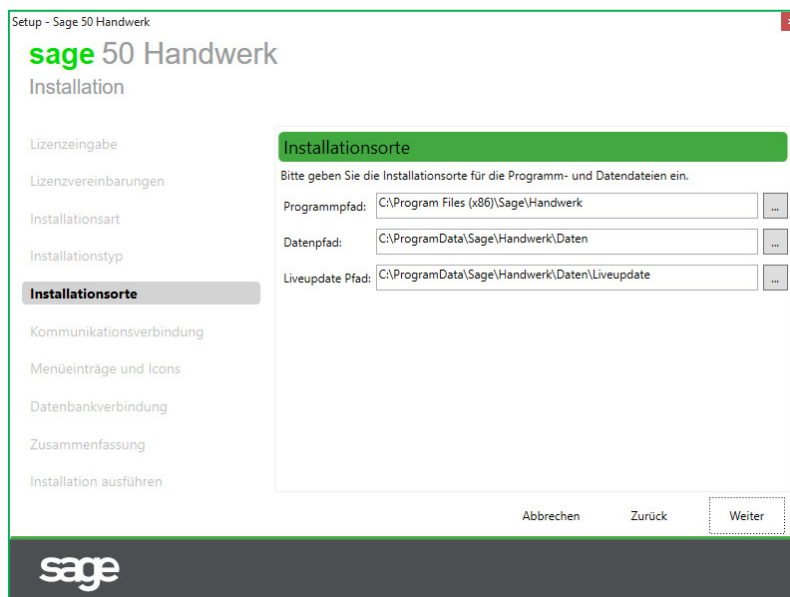 Setup - Sage 50 Handwerk
sage 50 Handwerk
Installation
Lizenzeingabe
Lizenzvereinbarungen
Installationsart
Installationstyp
Installationsorte
Kommunikationsverbindung
Menüeinträge und Icons
Datenbankverbindung
Zusammenfassung
Installation ausführen
Installationsorte
Bitte geben Sie die Installationsorte für die Programm- und Datendateien ein.
Programmpfad: C:\Program Files (x86)\Sage\Handwerk ...
Datenpfad: C:\ProgramData\Sage\Handwerk\Daten ...
Liveupdate Pfad: C:\ProgramData\Sage\Handwerk\Daten\Liveupdate ...
Abbrechen Zurück Weiter
sage